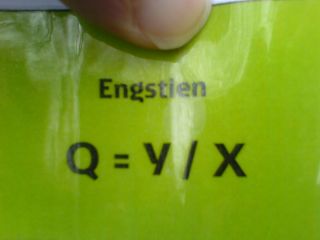 Engstien
Q = Y / X